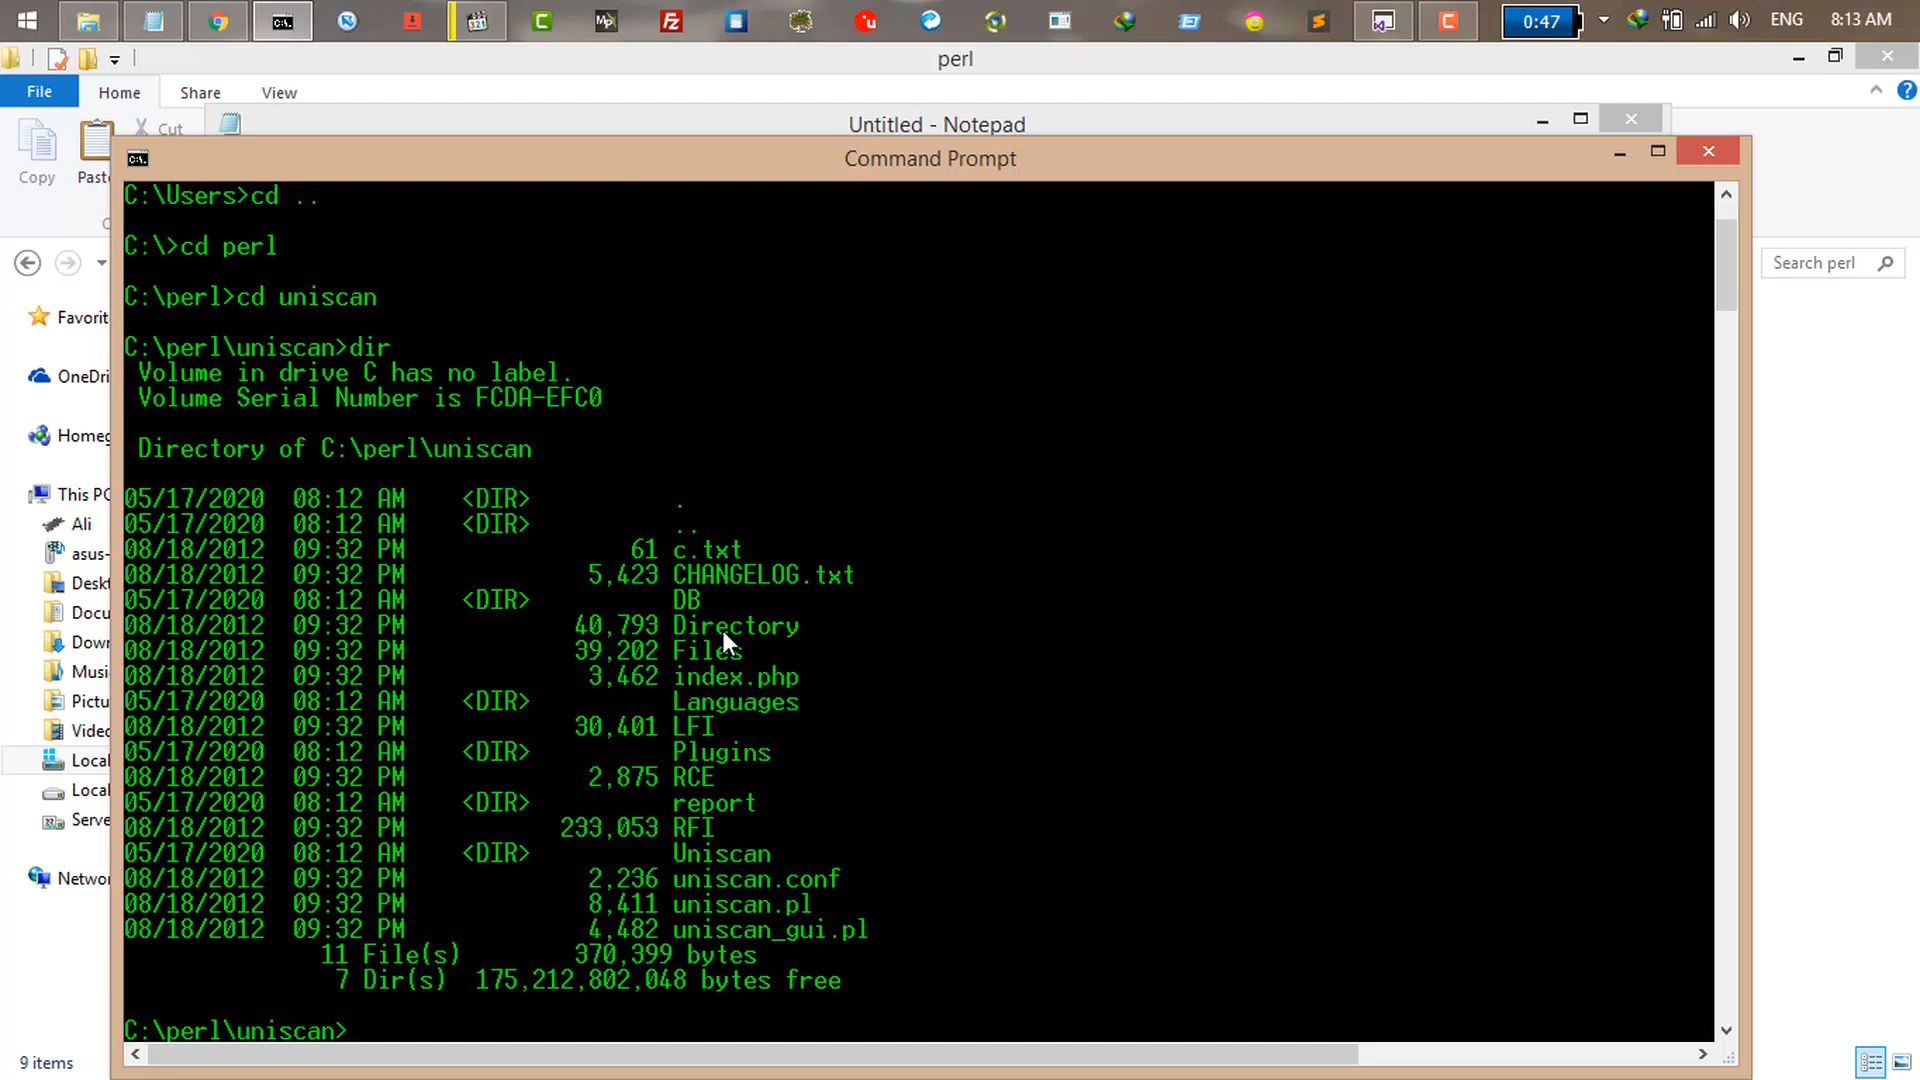 0:47
ENG
8:13 AM
perl
File
Home
Share
View
Cut
Copy
Untitled - Notepad
Command Prompt
Search perl
C:\Users>cd ..
C:\>cd perl
C:\perl>cd uniscan
C:\perl\uniscan>dir
Volume in drive C has no label.
Volume Serial Number is FCDA-EFC0
Directory of C:\perl\uniscan
05/17/2020  08:12 AM    <DIR>          .
05/17/2020  08:12 AM    <DIR>          ..
08/18/2012  09:32 PM                61 c.txt
08/18/2012  09:32 PM             5,423 CHANGELOG.txt
05/17/2020  08:12 AM    <DIR>          DB
08/18/2012  09:32 PM            40,793 Directory
08/18/2012  09:32 PM            39,202 Files
08/18/2012  09:32 PM             3,462 index.php
05/17/2020  08:12 AM    <DIR>          Languages
08/18/2012  09:32 PM            30,401 LFI
05/17/2020  08:12 AM    <DIR>          Plugins
08/18/2012  09:32 PM             2,875 RCE
05/17/2020  08:12 AM    <DIR>          report
08/18/2012  09:32 PM           233,053 RFI
05/17/2020  08:12 AM    <DIR>          Uniscan
08/18/2012  09:32 PM             2,236 uniscan.conf
08/18/2012  09:32 PM             8,411 uniscan.pl
08/18/2012  09:32 PM             4,482 uniscan_gui.pl
11 File(s)        370,399 bytes
7 Dir(s)  175,212,802,048 bytes free
C:\perl\uniscan>
Favorit
OneDri
Homeg
This PC
Ali
asus-
Deskt
Docu
Down
Musi
Pictu
Video
Local
Local
Serve
Networ
9 items